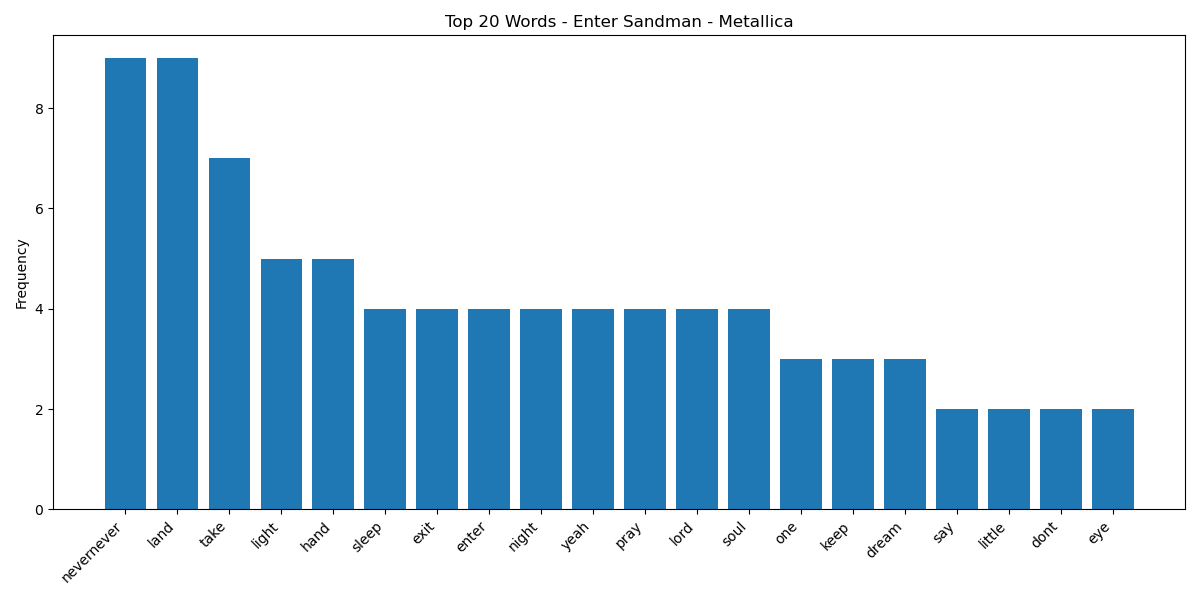 Top 20 Words - Enter Sandman - Metallica
Frequency
8
6
4
2
0
nevernever land take light hand sleep exit enter night yeah pray lord soul one keep dream say little dont eye